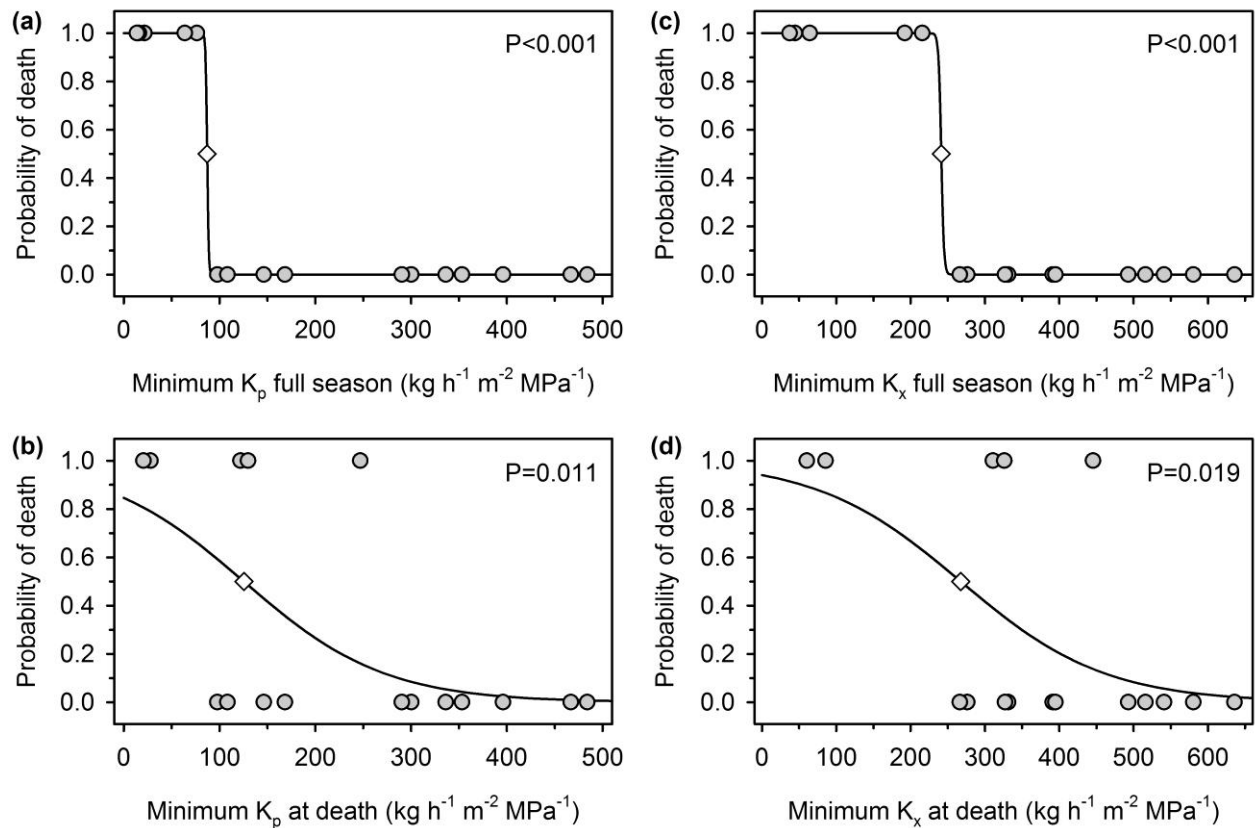 (a)
P<0.001
Probability of death
1.0
0.8
0.6
0.4
0.2
0.0
0 100 200 300 400 500
Minimum Kp full season (kg h⁻¹ m⁻² MPa⁻¹)
(c)
P<0.001
Probability of death
1.0
0.8
0.6
0.4
0.2
0.0
0 100 200 300 400 500 600
Minimum Kₓ full season (kg h⁻¹ m⁻² MPa⁻¹)
(b)
P=0.011
Probability of death
1.0
0.8
0.6
0.4
0.2
0.0
0 100 200 300 400 500
Minimum Kp at death (kg h⁻¹ m⁻² MPa⁻¹)
(d)
P=0.019
Probability of death
1.0
0.8
0.6
0.4
0.2
0.0
0 100 200 300 400 500 600
Minimum Kₓ at death (kg h⁻¹ m⁻² MPa⁻¹)